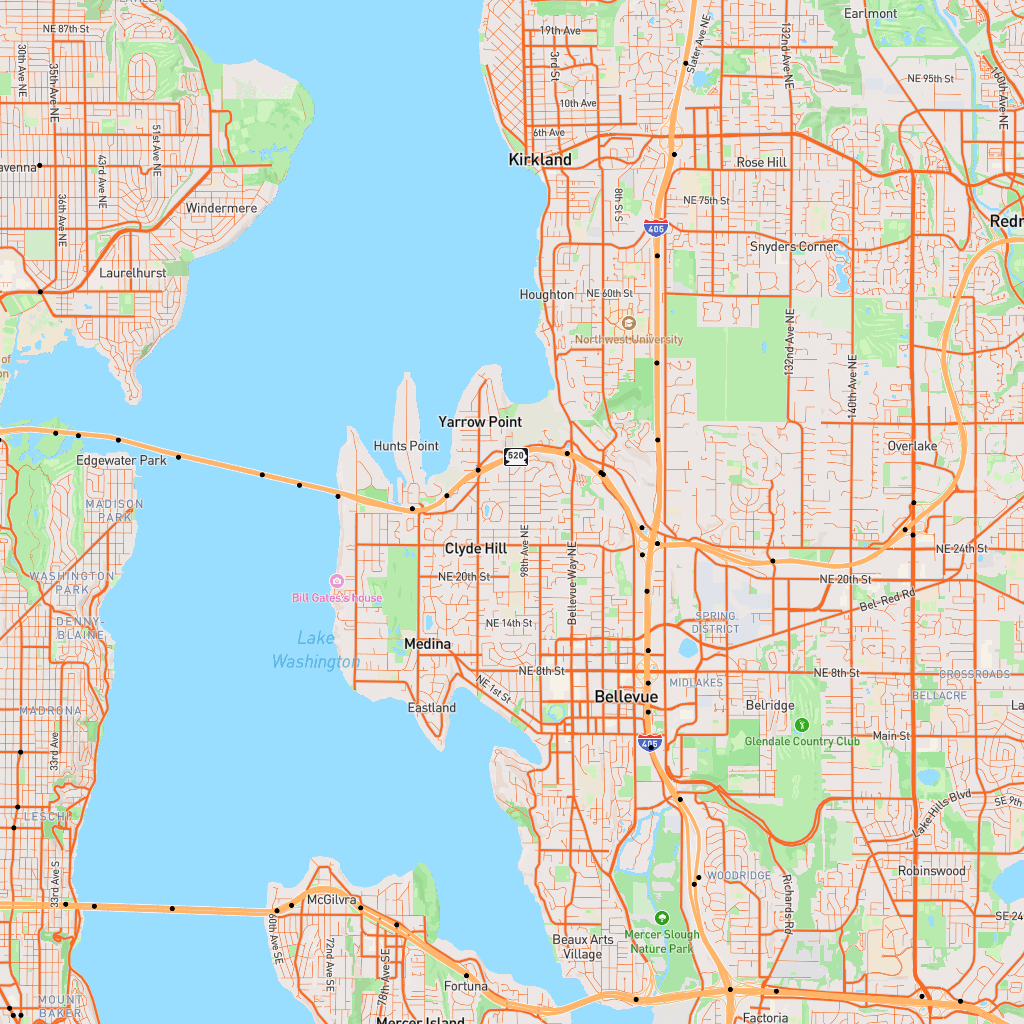 NE 87th St
30th Ave NE
35th Ave NE
51st Ave NE
43rd Ave NE
36th Ave NE
avenna
Windermere
Laurelhurst
19th Ave
3rd St
10th Ave
6th Ave
Kirkland
Slater Ave NE
132nd Ave NE
Earlmont
NE 95th St
160th Ave NE
Rose Hill
8th St S
NE 75th St
405
Snyders Corner
Redr
Houghton
NE 60th St
Northwest University
132nd Ave NE
140th Ave NE
of
on
Yarrow Point
Hunts Point
520
Overlake
Edgewater Park
MADISON
PARK
Clyde Hill
98th Ave NE
Bellevue Way NE
NE 24th St
NE 20th St
NE 20th St
Bel-Red Rd
WASHINGTON
PARK
Bill Gates's house
DENNY-
BLAINE
NE 14th St
SPRING
DISTRICT
Lake
Washington
Medina
NE 8th St
NE 8th St
CROSSROADS
MIDLAKES
NE 1st St
Bellevue
BELLACRE
MADRONA
Eastland
Belridge
La
33rd Ave
405
Glendale Country Club
Main St
LESCHI
Lake Hills Blvd
SE 9th
33rd Ave S
McGilvra
WOODRIDGE
Robinswood
Richards Rd
60th Ave SE
72nd Ave SE
78th Ave SE
SE 24
Beaux Arts
Village
Mercer Slough
Nature Park
Fortuna
MOUNT
BAKER
Mercer Island
Factoria